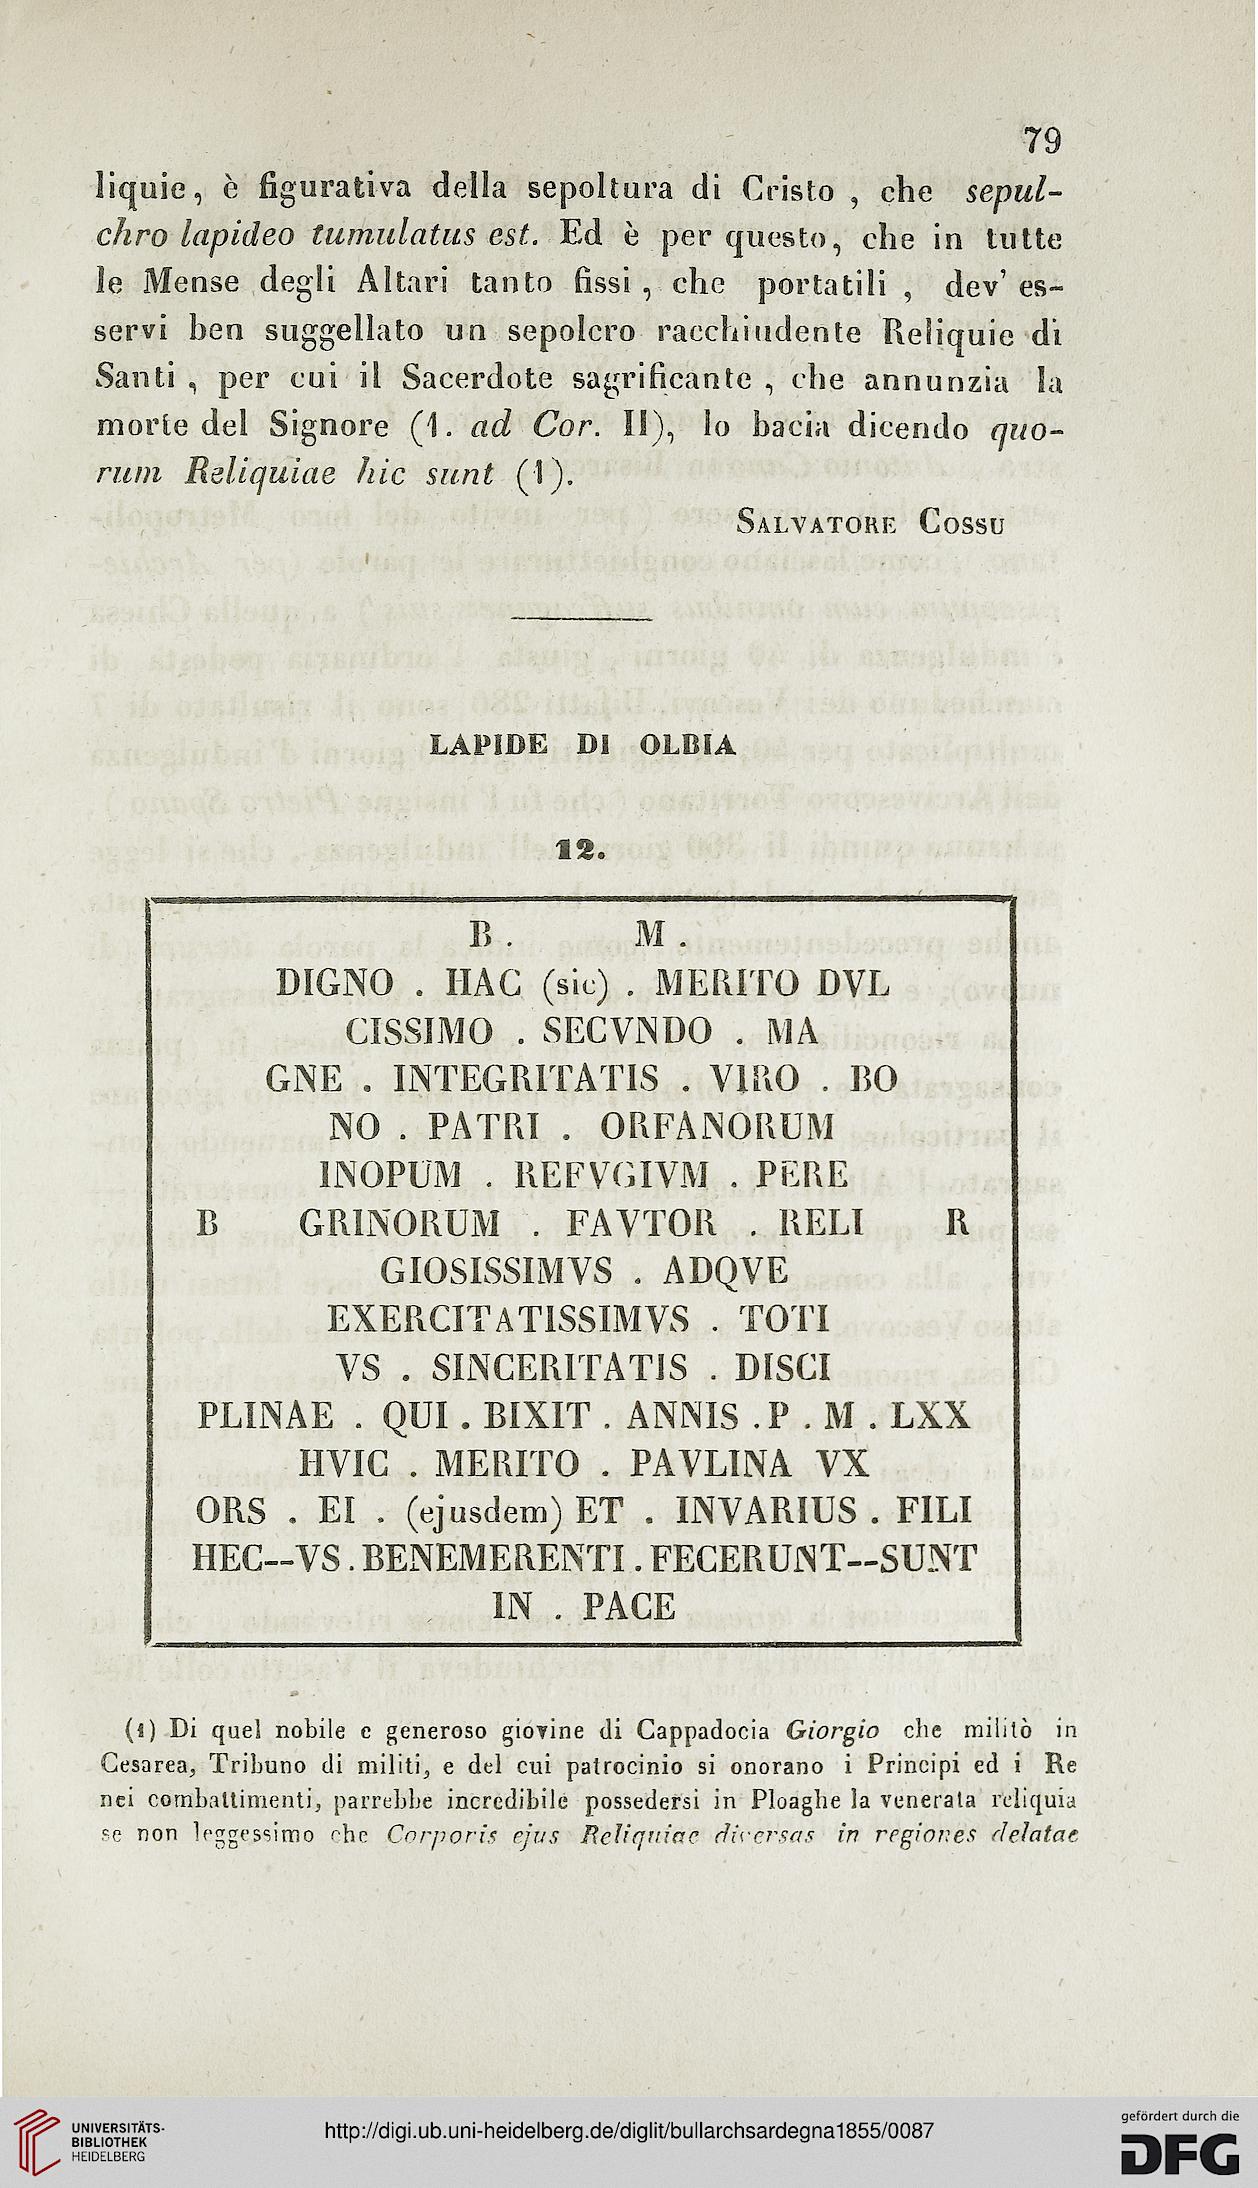 79
liquie, è figurativa della sepoltura di Cristo , che sepul-
chro lapideo tumulatus est. Ed è per questo, che in tutte
le Mense degli Altari tanto fissi , che portatili , dev' es-
servi ben suggellato un sepolcro racchiudente Reliquie di
Santi , per cui il Sacerdote sagrificante , che annunzia la
morte del Signore (1. ad Cor. II), lo bacia dicendo quo-
rum Reliquiae hic sunt (1).
SALVATORE COSSU
LAPIDE DI OLBIA
12.
B . M .
DIGNO . HAC (sic) . MERITO DVL
CISSIMO . SECVNDO . MA
GNE . INTEGRITATIS . VIRO . BO
NO . PATRI . ORFANORUM
INOPUM . REFVGIVM . PERE
B GRINORUM . FAVTOR . RELI R
GIOSISSIMVS . ADQVE
EXERCITATISSIMVS . TOTI
VS . SINCERITATIS . DISCI
PLINAE . QUI . BIXIT . ANNIS . P . M . LXX
HVIC . MERITO . PAVLINA VX
ORS . EI . (ejusdem) ET . INVARIUS . FILI
HEC--VS . BENEMERENTI . FECERUNT--SUNT
IN . PACE
(1) Di quel nobile e generoso giovine di Cappadocia Giorgio che militò in
Cesarea, Tribuno di militi, e del cui patrocinio si onorano i Principi ed i Re
nei combattimenti, parrebbe incredibile possedersi in Ploaghe la venerata reliquia
se non leggessimo che Corporis ejus Reliquiae diversas in regiones delatae
UNIVERSITÄTS-
BIBLIOTHEK
HEIDELBERG
http://digi.ub.uni-heidelberg.de/diglit/bullarchsardegna1855/0087
gefördert durch die
DFG